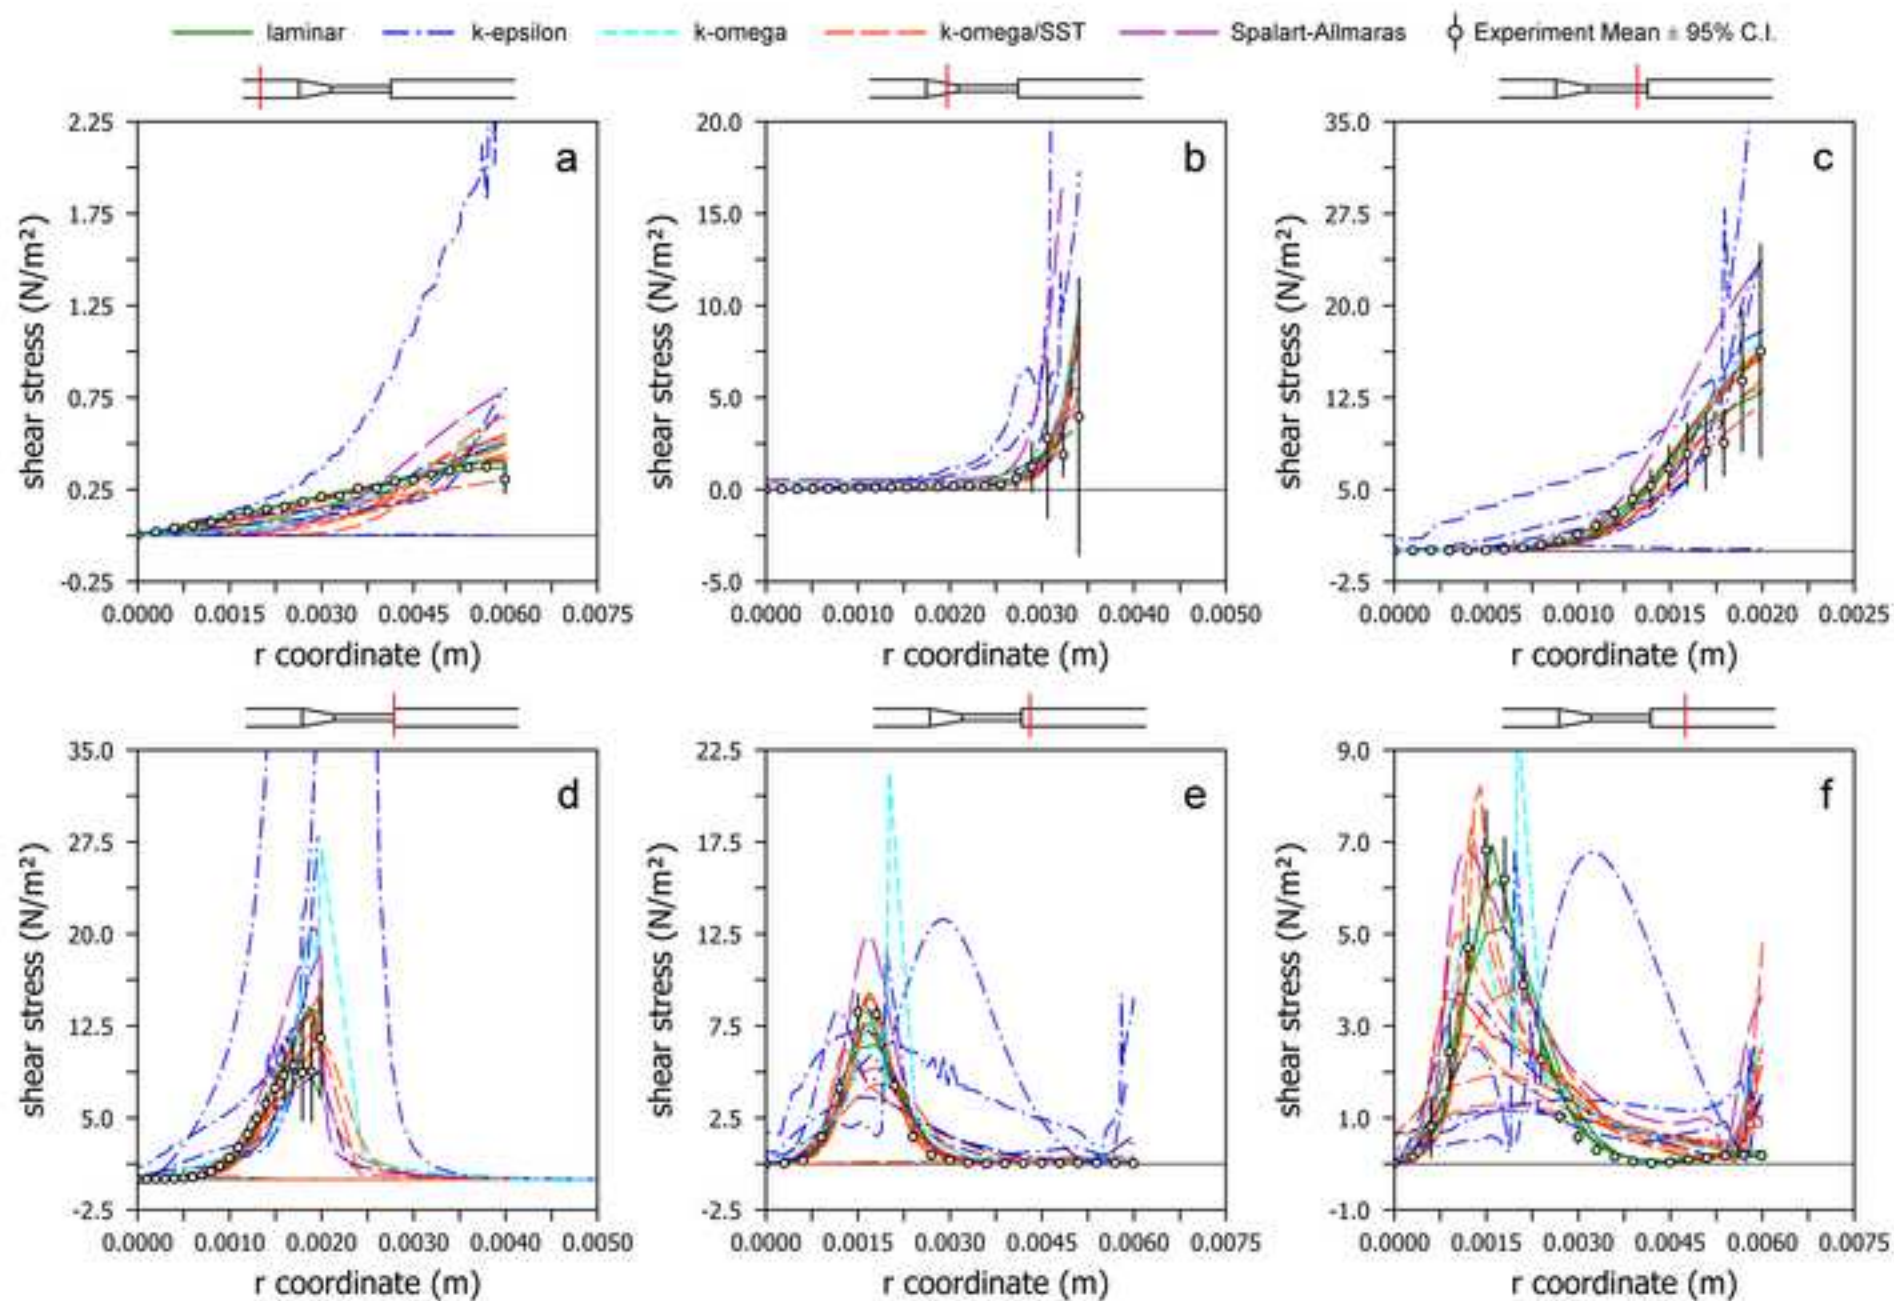 laminar k-epsilon k-omega k-omega/SST Spalart-Allmaras Experiment Mean ± 95% C.I.
a
2.25
1.75
1.25
0.75
0.25
-0.25
shear stress (N/m²)
0.0000 0.0015 0.0030 0.0045 0.0060 0.0075
r coordinate (m)
b
20.0
15.0
10.0
5.0
0.0
-5.0
shear stress (N/m²)
0.0000 0.0010 0.0020 0.0030 0.0040 0.0050
r coordinate (m)
c
35.0
27.5
20.0
12.5
5.0
-2.5
shear stress (N/m²)
0.0000 0.0005 0.0010 0.0015 0.0020 0.0025
r coordinate (m)
d
35.0
27.5
20.0
12.5
5.0
-2.5
shear stress (N/m²)
0.0000 0.0010 0.0020 0.0030 0.0040 0.0050
r coordinate (m)
e
22.5
17.5
12.5
7.5
2.5
-2.5
shear stress (N/m²)
0.0000 0.0015 0.0030 0.0045 0.0060 0.0075
r coordinate (m)
f
9.0
7.0
5.0
3.0
1.0
-1.0
shear stress (N/m²)
0.0000 0.0015 0.0030 0.0045 0.0060 0.0075
r coordinate (m)